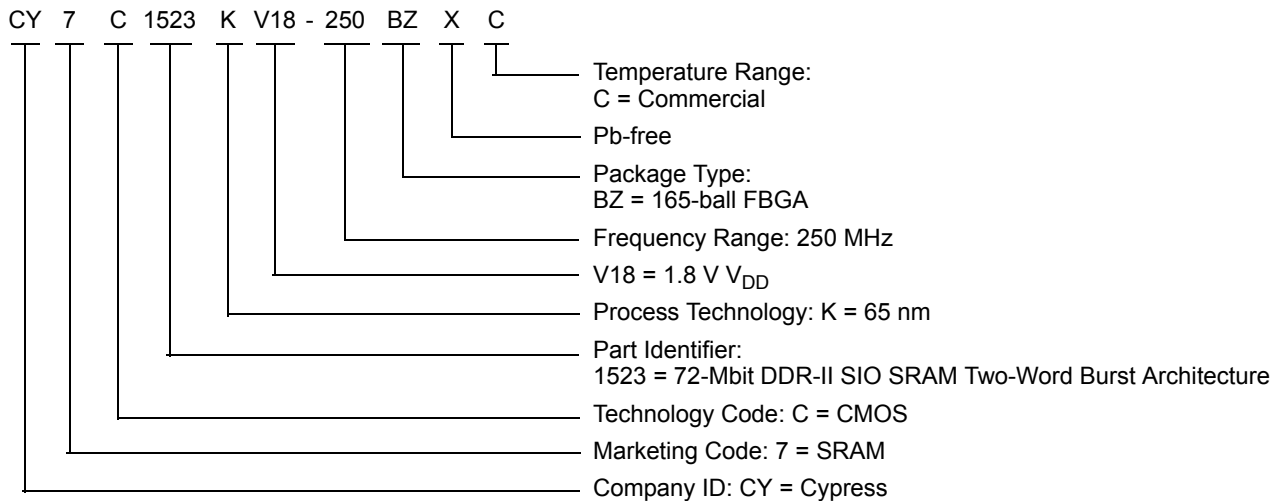 CY 7 C 1523 K V18 - 250 BZ X C
Temperature Range:
C = Commercial
Pb-free
Package Type:
BZ = 165-ball FBGA
Frequency Range: 250 MHz
V18 = 1.8 V VDD
Process Technology: K = 65 nm
Part Identifier:
1523 = 72-Mbit DDR-II SIO SRAM Two-Word Burst Architecture
Technology Code: C = CMOS
Marketing Code: 7 = SRAM
Company ID: CY = Cypress